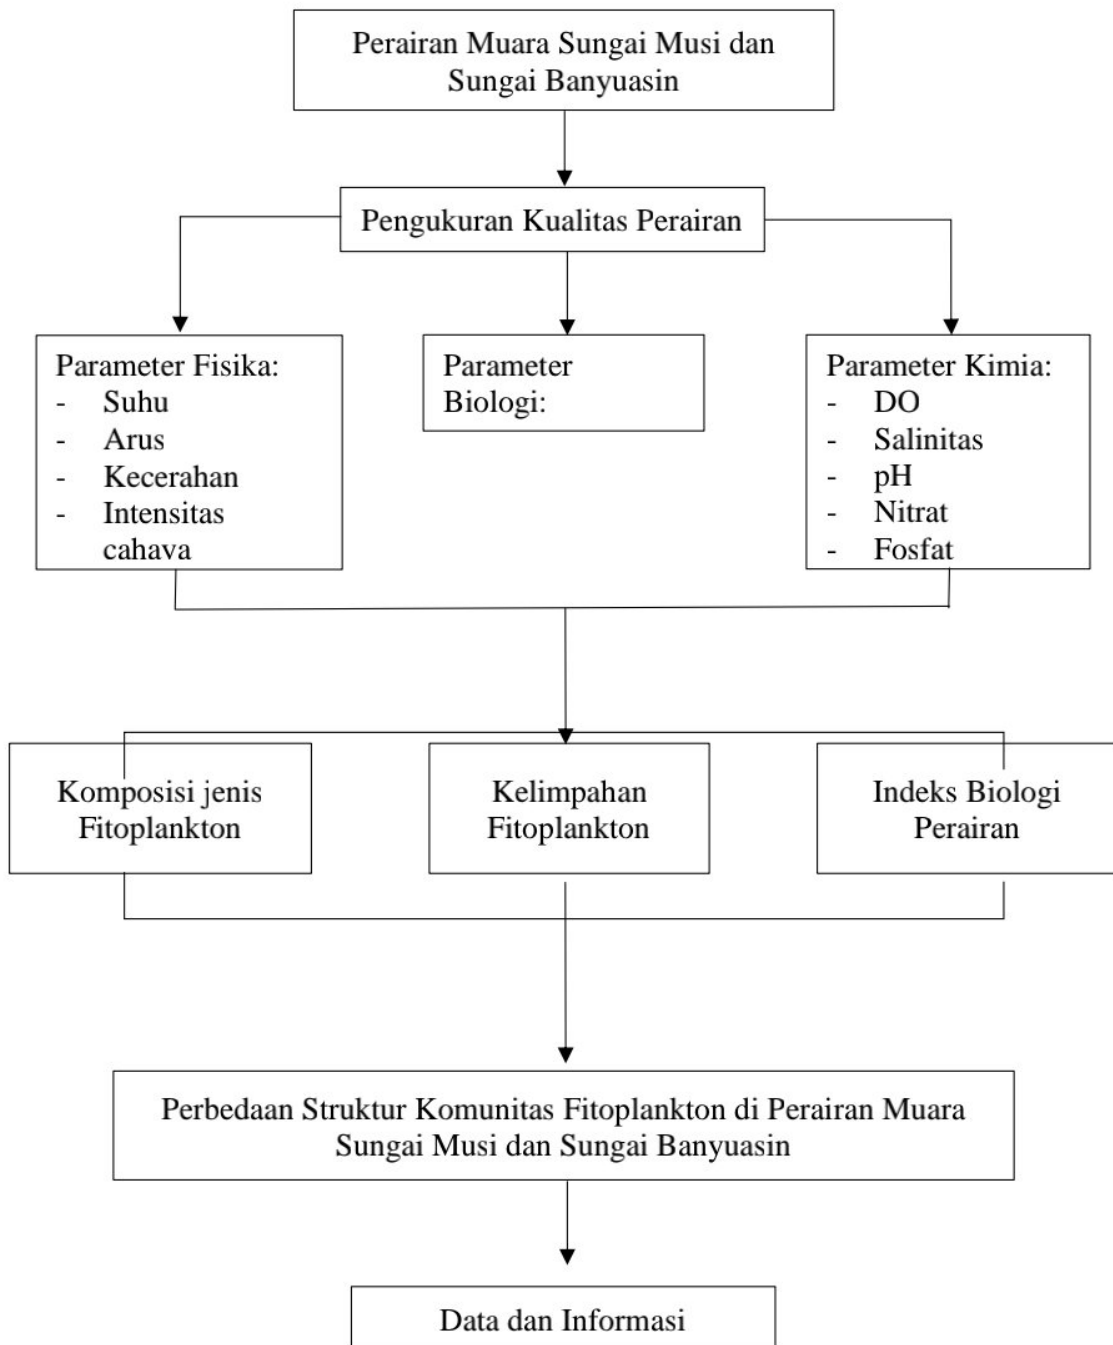 Perairan Muara Sungai Musi dan
Sungai Banyuasin
Pengukuran Kualitas Perairan
Parameter Fisika:
- Suhu
- Arus
- Kecerahan
- Intensitas
cahava
Parameter
Biologi:
Parameter Kimia:
- DO
- Salinitas
- pH
- Nitrat
- Fosfat
Komposisi jenis
Fitoplankton
Kelimpahan
Fitoplankton
Indeks Biologi
Perairan
Perbedaan Struktur Komunitas Fitoplankton di Perairan Muara
Sungai Musi dan Sungai Banyuasin
Data dan Informasi